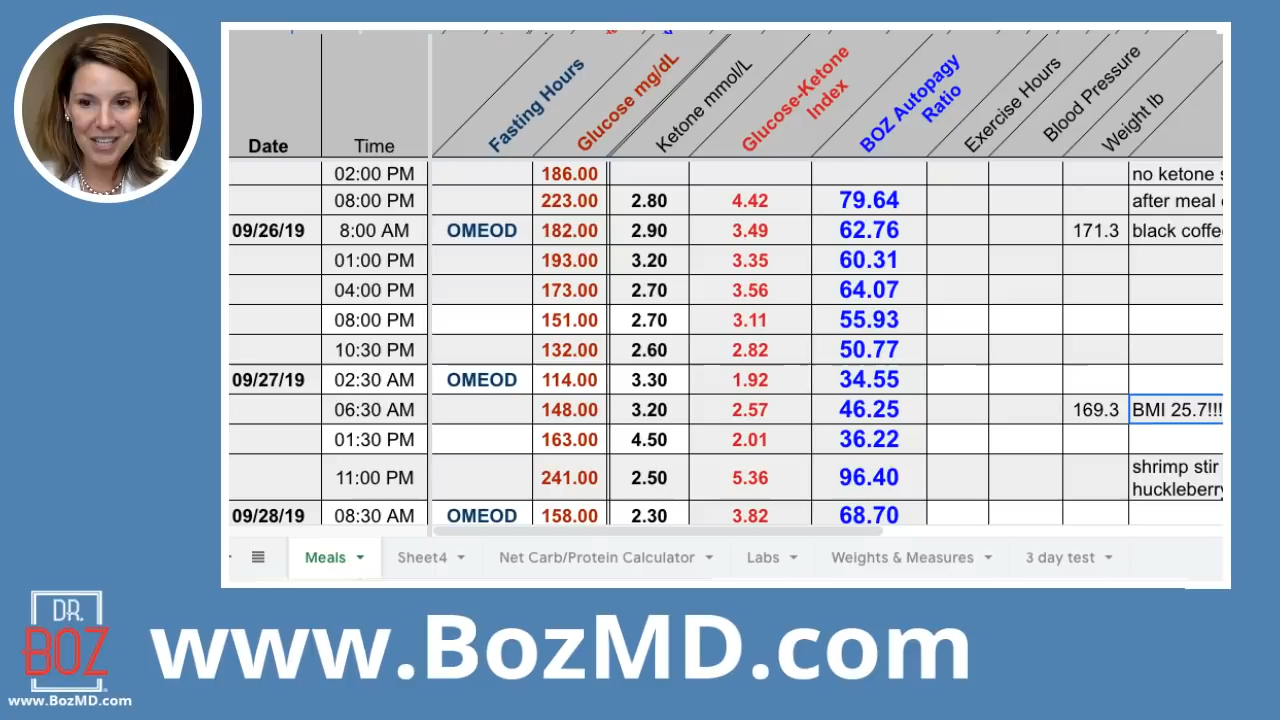 Date Time Fasting Hours Glucose mg/dL Ketone mmol/L Glucose-Ketone Index BOZ Autopagy Ratio Exercise Hours Blood Pressure Weight lb
02:00 PM 186.00 no ketone
08:00 PM 223.00 2.80 4.42 79.64 after meal
09/26/19 8:00 AM OMEOD 182.00 2.90 3.49 62.76 171.3 black coffe
01:00 PM 193.00 3.20 3.35 60.31
04:00 PM 173.00 2.70 3.56 64.07
08:00 PM 151.00 2.70 3.11 55.93
10:30 PM 132.00 2.60 2.82 50.77
09/27/19 02:30 AM OMEOD 114.00 3.30 1.92 34.55
06:30 AM 148.00 3.20 2.57 46.25 169.3 BMI 25.7!!!
01:30 PM 163.00 4.50 2.01 36.22
11:00 PM 241.00 2.50 5.36 96.40 shrimp stir
huckleberry
09/28/19 08:30 AM OMEOD 158.00 2.30 3.82 68.70
Meals Sheet4 Net Carb/Protein Calculator Labs Weights & Measures 3 day test
DR.
BOZ
www.BozMD.com
www.BozMD.com